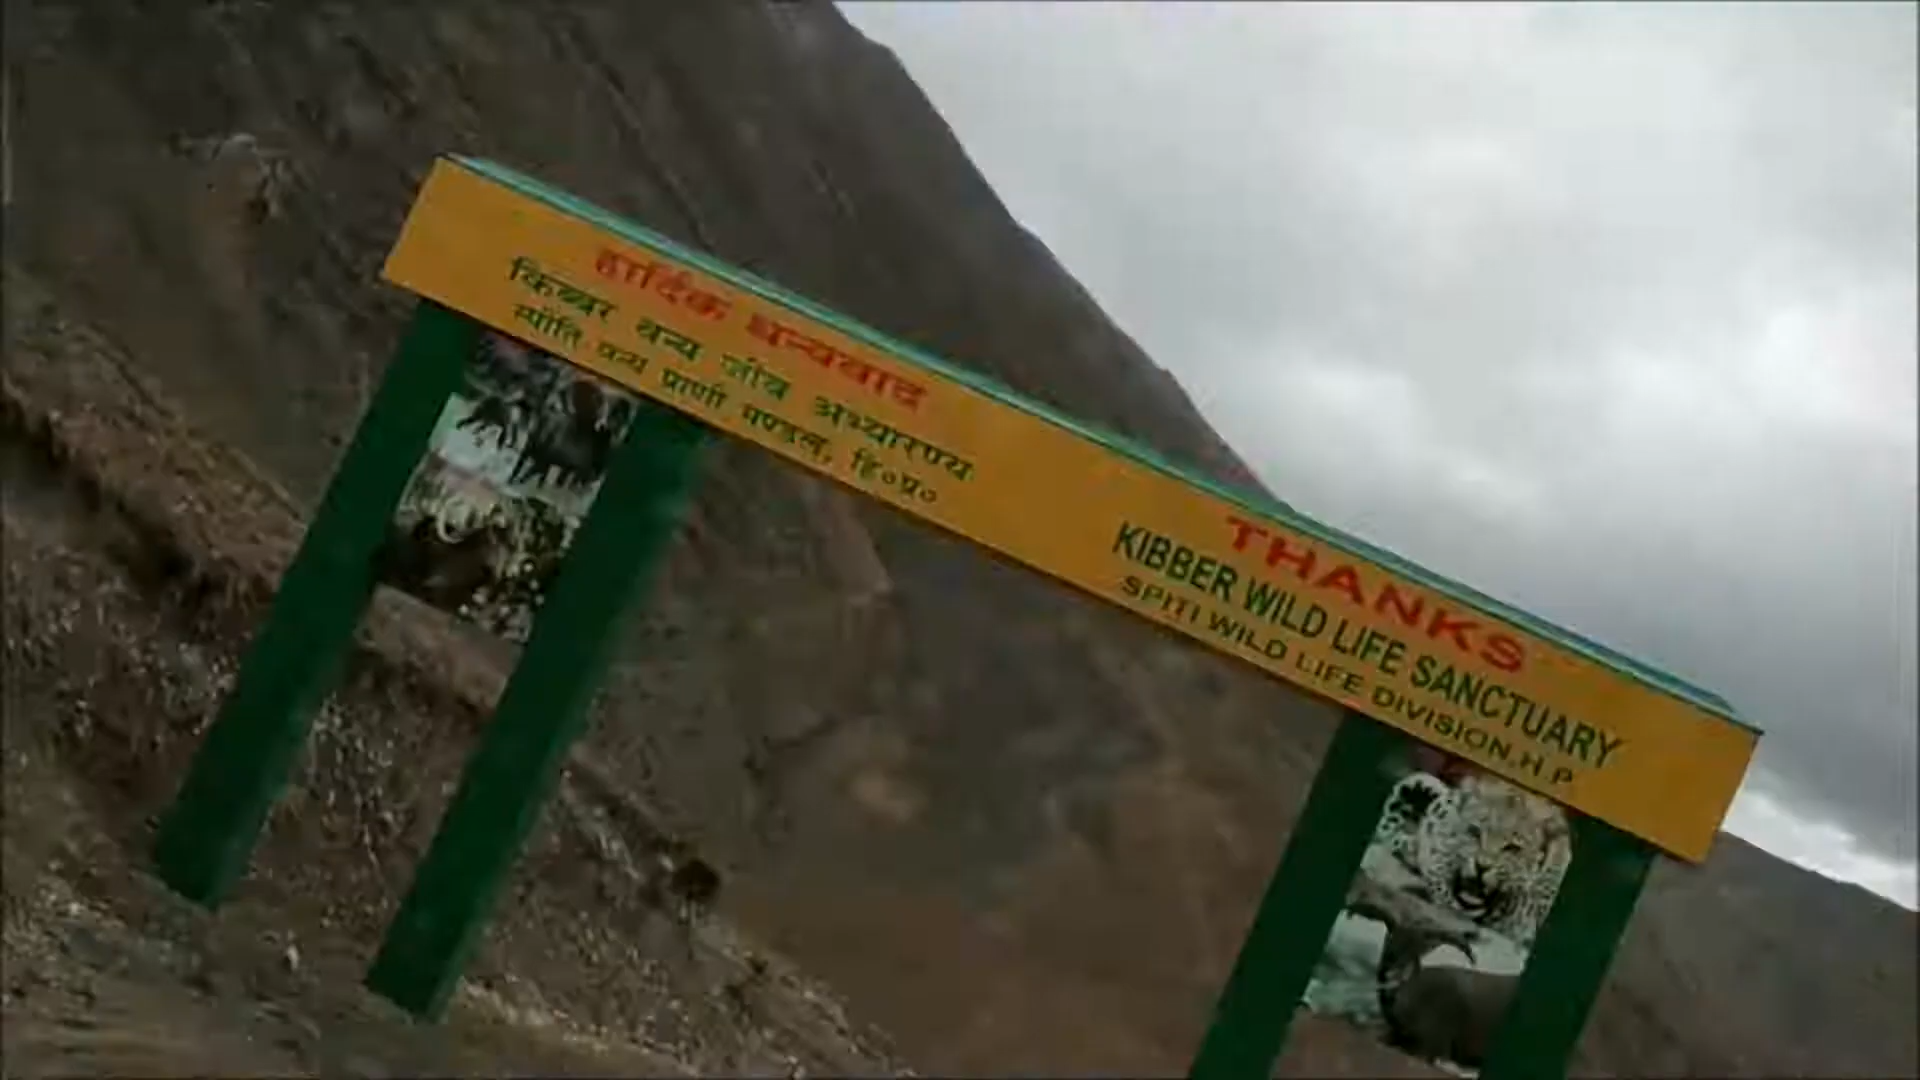 हार्दिक धन्यवाद
किब्बर वन्य जीव अभ्यारण्य
स्पीति वन्य प्राणी मण्डल, हि०प्र०
THANKS
KIBBER WILD LIFE SANCTUARY
SPITI WILD LIFE DIVISION,H.P